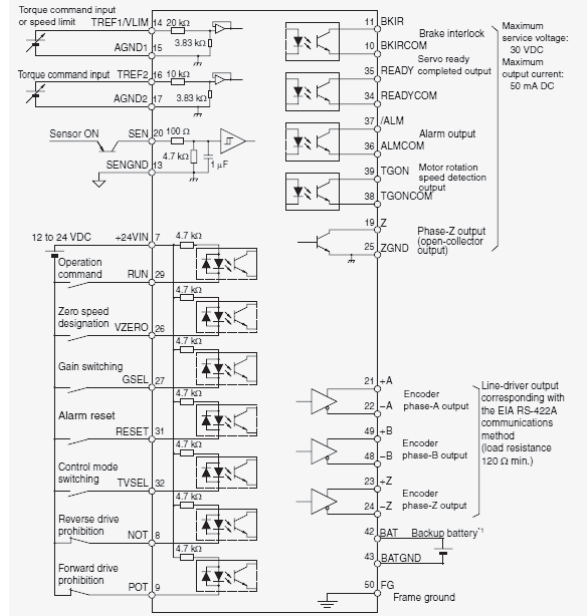 Torque command input
or speed limit
TREF1/VLIM 14 20 kΩ
3.83 kΩ
AGND1 15
Torque command input TREF2 16 10 kΩ
AGND2 17 3.83 kΩ
Sensor ON SEN 20 100 Ω
4.7 kΩ
1 µF
SENGND 13
12 to 24 VDC +24VIN 7 4.7 kΩ
Operation
command RUN 29
4.7 kΩ
Zero speed
designation VZERO 26
4.7 kΩ
Gain switching
GSEL 27
4.7 kΩ
Alarm reset
RESET 31
4.7 kΩ
Control mode
switching TVSEL 32
4.7 kΩ
Reverse drive
prohibition NOT 8
4.7 kΩ
Forward drive
prohibition POT 9
11 BKIR
Brake interlock
10 BKIRCOM
Servo ready
completed output
35 READY
34 READYCOM
37 /ALM
Alarm output
36 ALMCOM
39 TGON
Motor rotation
speed detection
output
38 TGONCOM
19 Z
Phase-Z output
(open-collector
output)
25 ZGND
Maximum
service voltage:
30 VDC
Maximum
output current:
50 mA DC
21 +A
Encoder
phase-A output
22 −A
49 +B
Encoder
phase-B output
48 −B
23 +Z
Encoder
phase-Z output
24 −Z
Line-driver output
corresponding with
the EIA RS-422A
communications
method
(load resistance
120 Ω min.)
42 BAT Backup battery*1
43 BATGND
50 FG
Frame ground